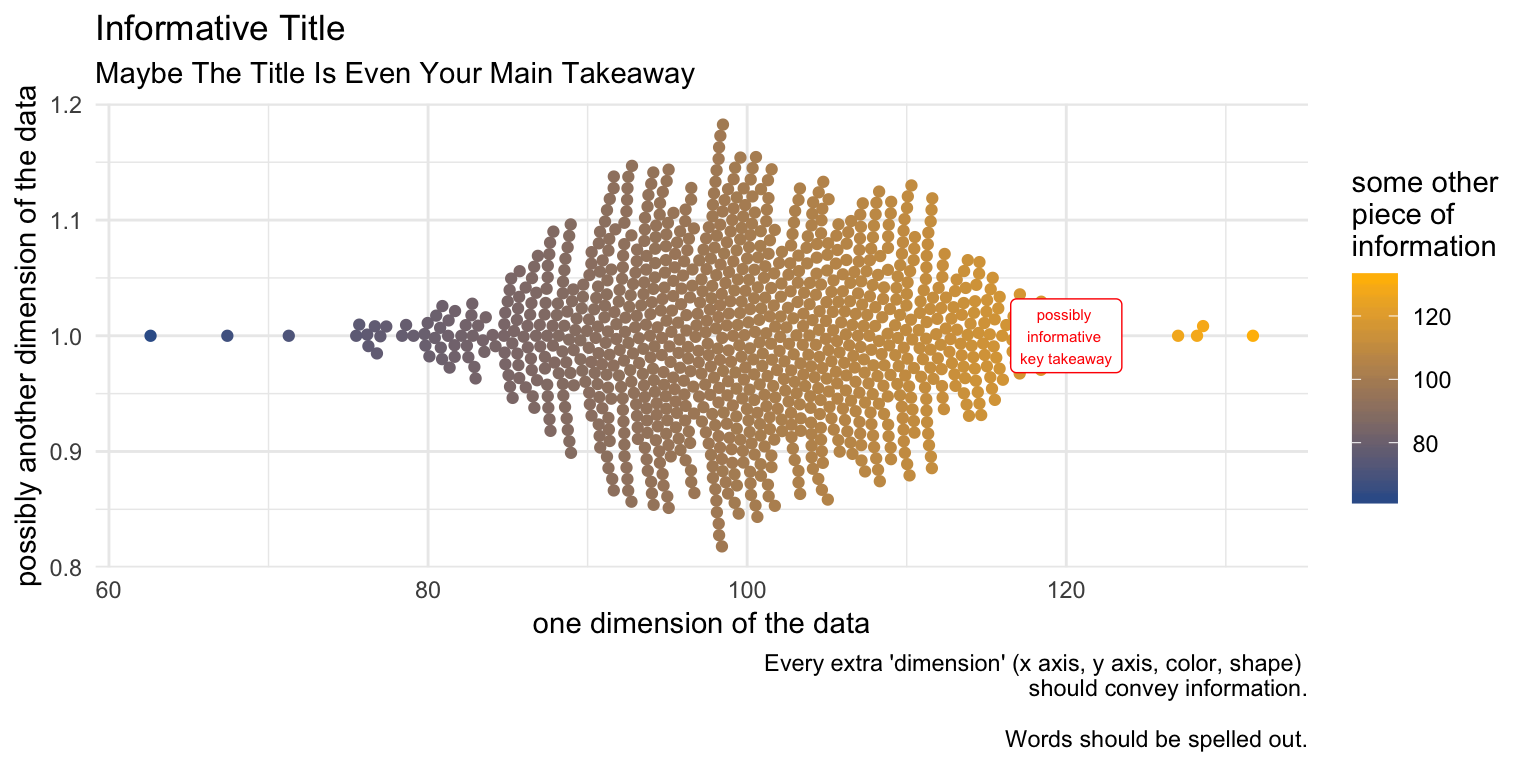 Informative Title
Maybe The Title Is Even Your Main Takeaway
possibly another dimension of the data
1.2
1.1
1.0
0.9
0.8
possibly
informative
key takeaway
60
80
100
120
one dimension of the data
some other
piece of
information
120
100
80
Every extra 'dimension' (x axis, y axis, color, shape)
should convey information.
Words should be spelled out.